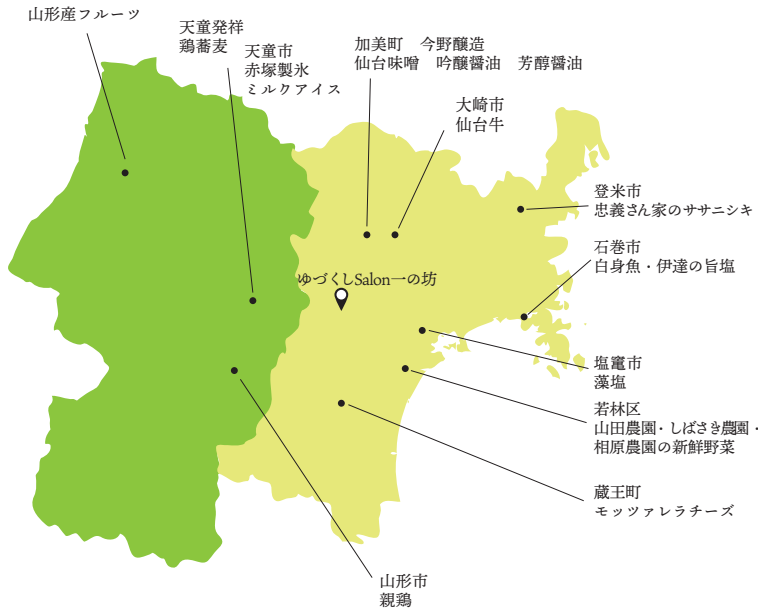 山形産フルーツ
天童発祥
鶏蕎麦
天童市
赤塚製氷
ミルクアイス
加美町　今野醸造
仙台味噌　吟醸醤油　芳醇醤油
大崎市
仙台牛
登米市
忠義さん家のササニシキ
石巻市
白身魚・伊達の旨塩
ゆづくしSalon一の坊
塩竈市
藻塩
若林区
山田農園・しばさき農園・
相原農園の新鮮野菜
蔵王町
モッツァレラチーズ
山形市
親鶏